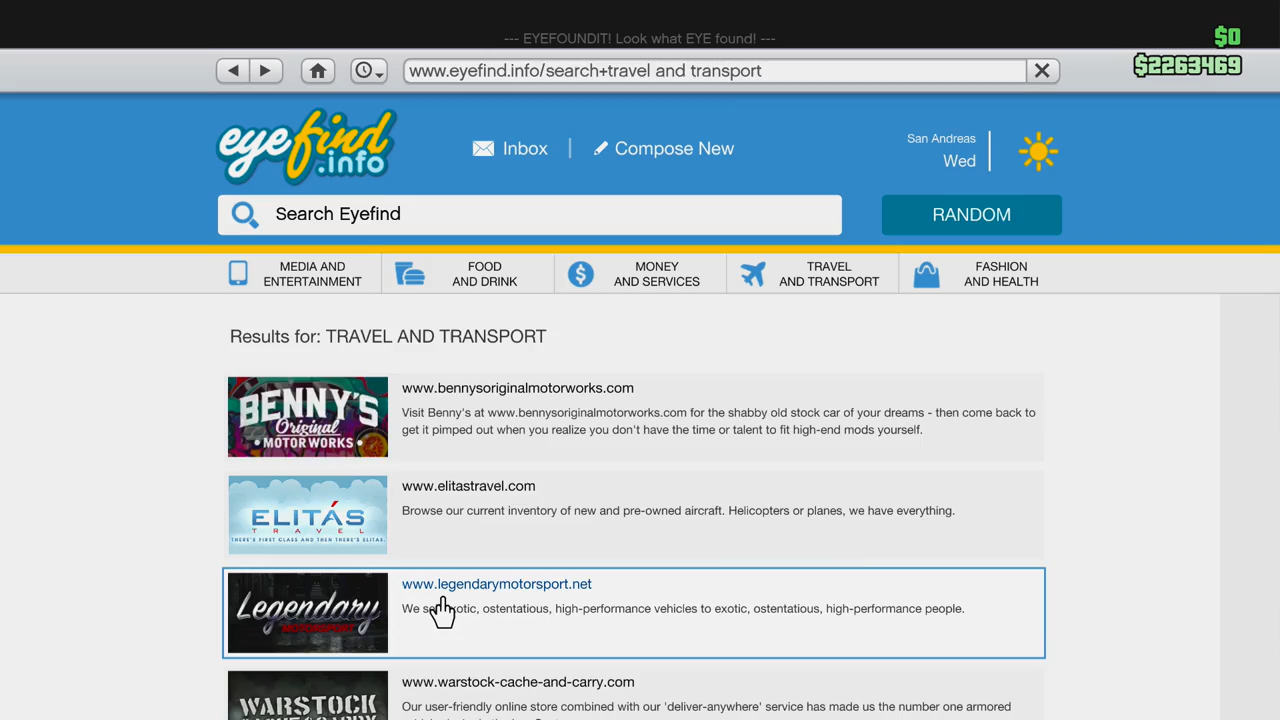 --- EYEFOUNDIT! Look what EYE found! ---
$0
$2263469
www.eyefind.info/search+travel and transport
eyefind.info
Inbox
Compose New
San Andreas
Wed
Search Eyefind
RANDOM
MEDIA AND ENTERTAINMENT
FOOD AND DRINK
MONEY AND SERVICES
TRAVEL AND TRANSPORT
FASHION AND HEALTH
Results for: TRAVEL AND TRANSPORT
BENNY'S
Original
MOTOR WORKS
www.bennysoriginalmotorworks.com
Visit Benny's at www.bennysoriginalmotorworks.com for the shabby old stock car of your dreams - then come back to
get it pimped out when you realize you don't have the time or talent to fit high-end mods yourself.
ELITÁS
TRAVEL
THERE'S FIRST CLASS AND THEN THERE'S ELITAS.
www.elitastravel.com
Browse our current inventory of new and pre-owned aircraft. Helicopters or planes, we have everything.
Legendary
MOTORSPORT
www.legendarymotorsport.net
We s otic, ostentatious, high-performance vehicles to exotic, ostentatious, high-performance people.
WARSTOCK
www.warstock-cache-and-carry.com
Our user-friendly online store combined with our 'deliver-anywhere' service has made us the number one armored